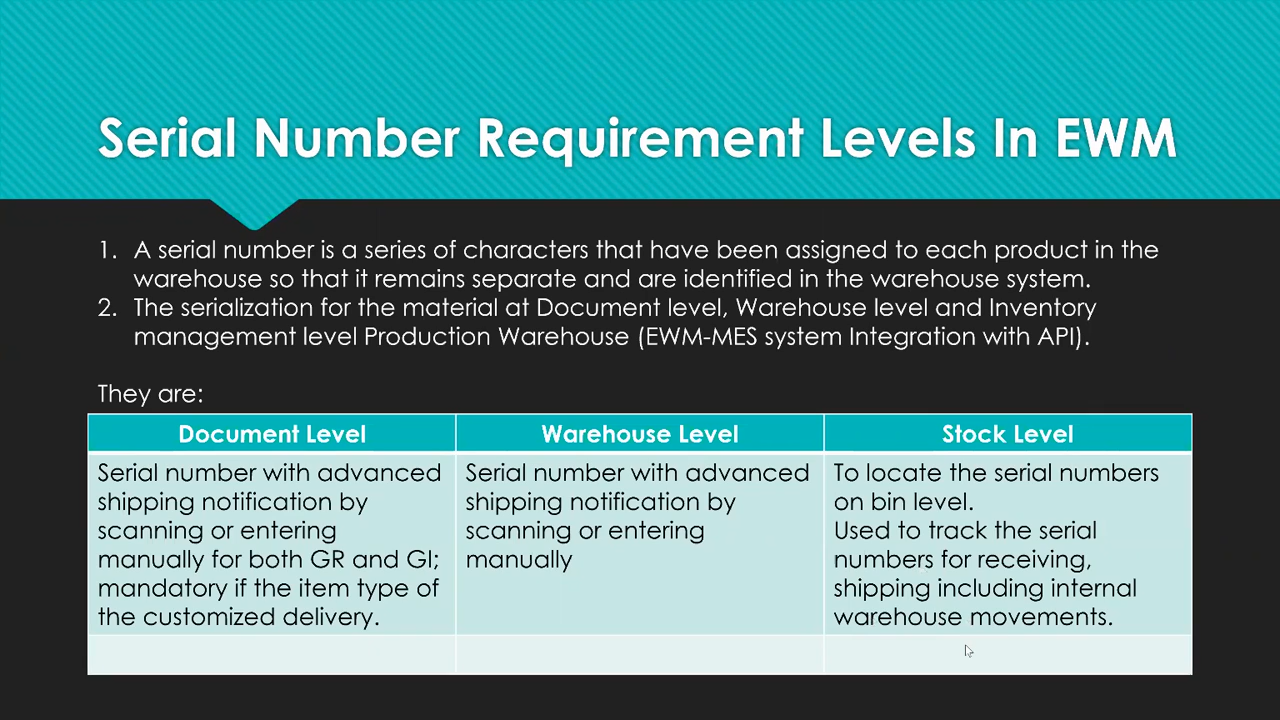 Serial Number Requirement Levels In EWM
1. A serial number is a series of characters that have been assigned to each product in the
warehouse so that it remains separate and are identified in the warehouse system.
2. The serialization for the material at Document level, Warehouse level and Inventory
management level Production Warehouse (EWM-MES system Integration with API).
They are:
Document Level
Serial number with advanced
shipping notification by
scanning or entering
manually for both GR and GI;
mandatory if the item type of
the customized delivery.
Warehouse Level
Serial number with advanced
shipping notification by
scanning or entering
manually
Stock Level
To locate the serial numbers
on bin level.
Used to track the serial
numbers for receiving,
shipping including internal
warehouse movements.